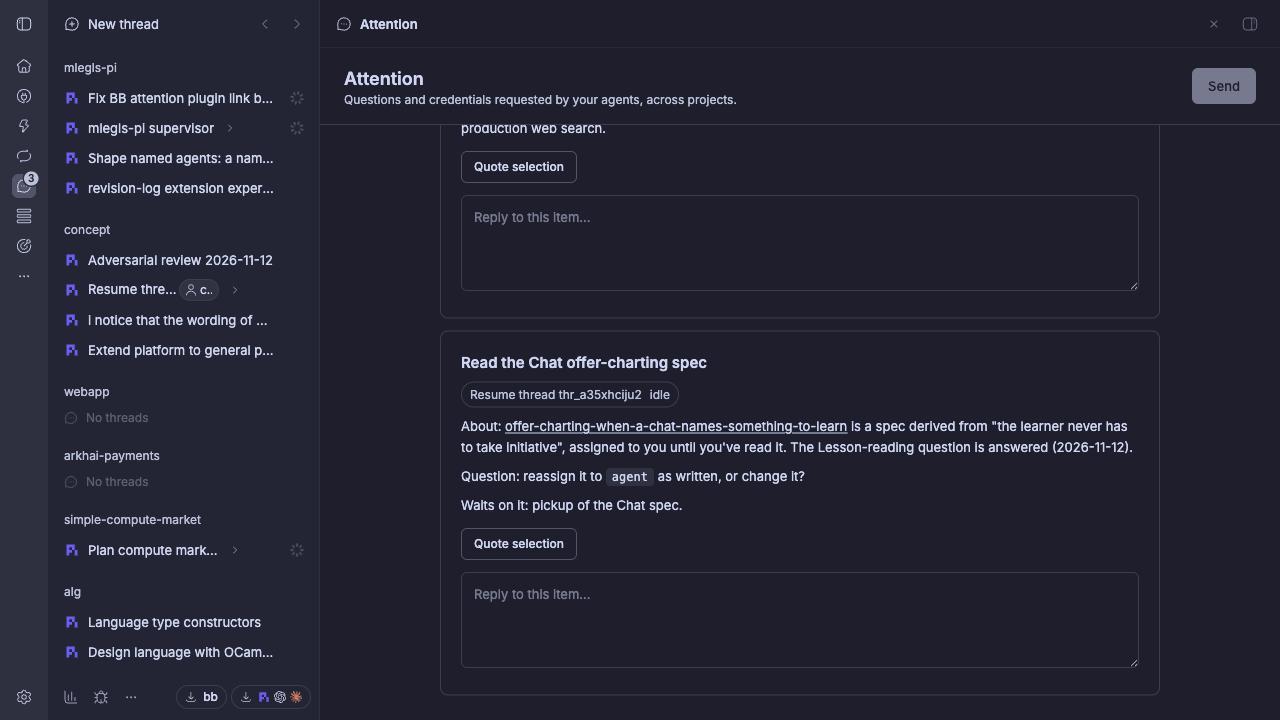 New thread
mlegls-pi
Fix BB attention plugin link b...
mlegls-pi supervisor
Shape named agents: a nam...
revision-log extension exper...
3
concept
Adversarial review 2026-11-12
Resume thre... c..
I notice that the wording of ...
Extend platform to general p...
webapp
No threads
arkhai-payments
No threads
simple-compute-market
Plan compute mark...
alg
Language type constructors
Design language with OCam...
bb
Attention
Attention
Questions and credentials requested by your agents, across projects.
Send
production web search.
Quote selection
Reply to this item...
Read the Chat offer-charting spec
Resume thread thr_a35xhciju2 idle
About: offer-charting-when-a-chat-names-something-to-learn is a spec derived from "the learner never has
to take initiative", assigned to you until you've read it. The Lesson-reading question is answered (2026-11-12).
Question: reassign it to agent as written, or change it?
Waits on it: pickup of the Chat spec.
Quote selection
Reply to this item...